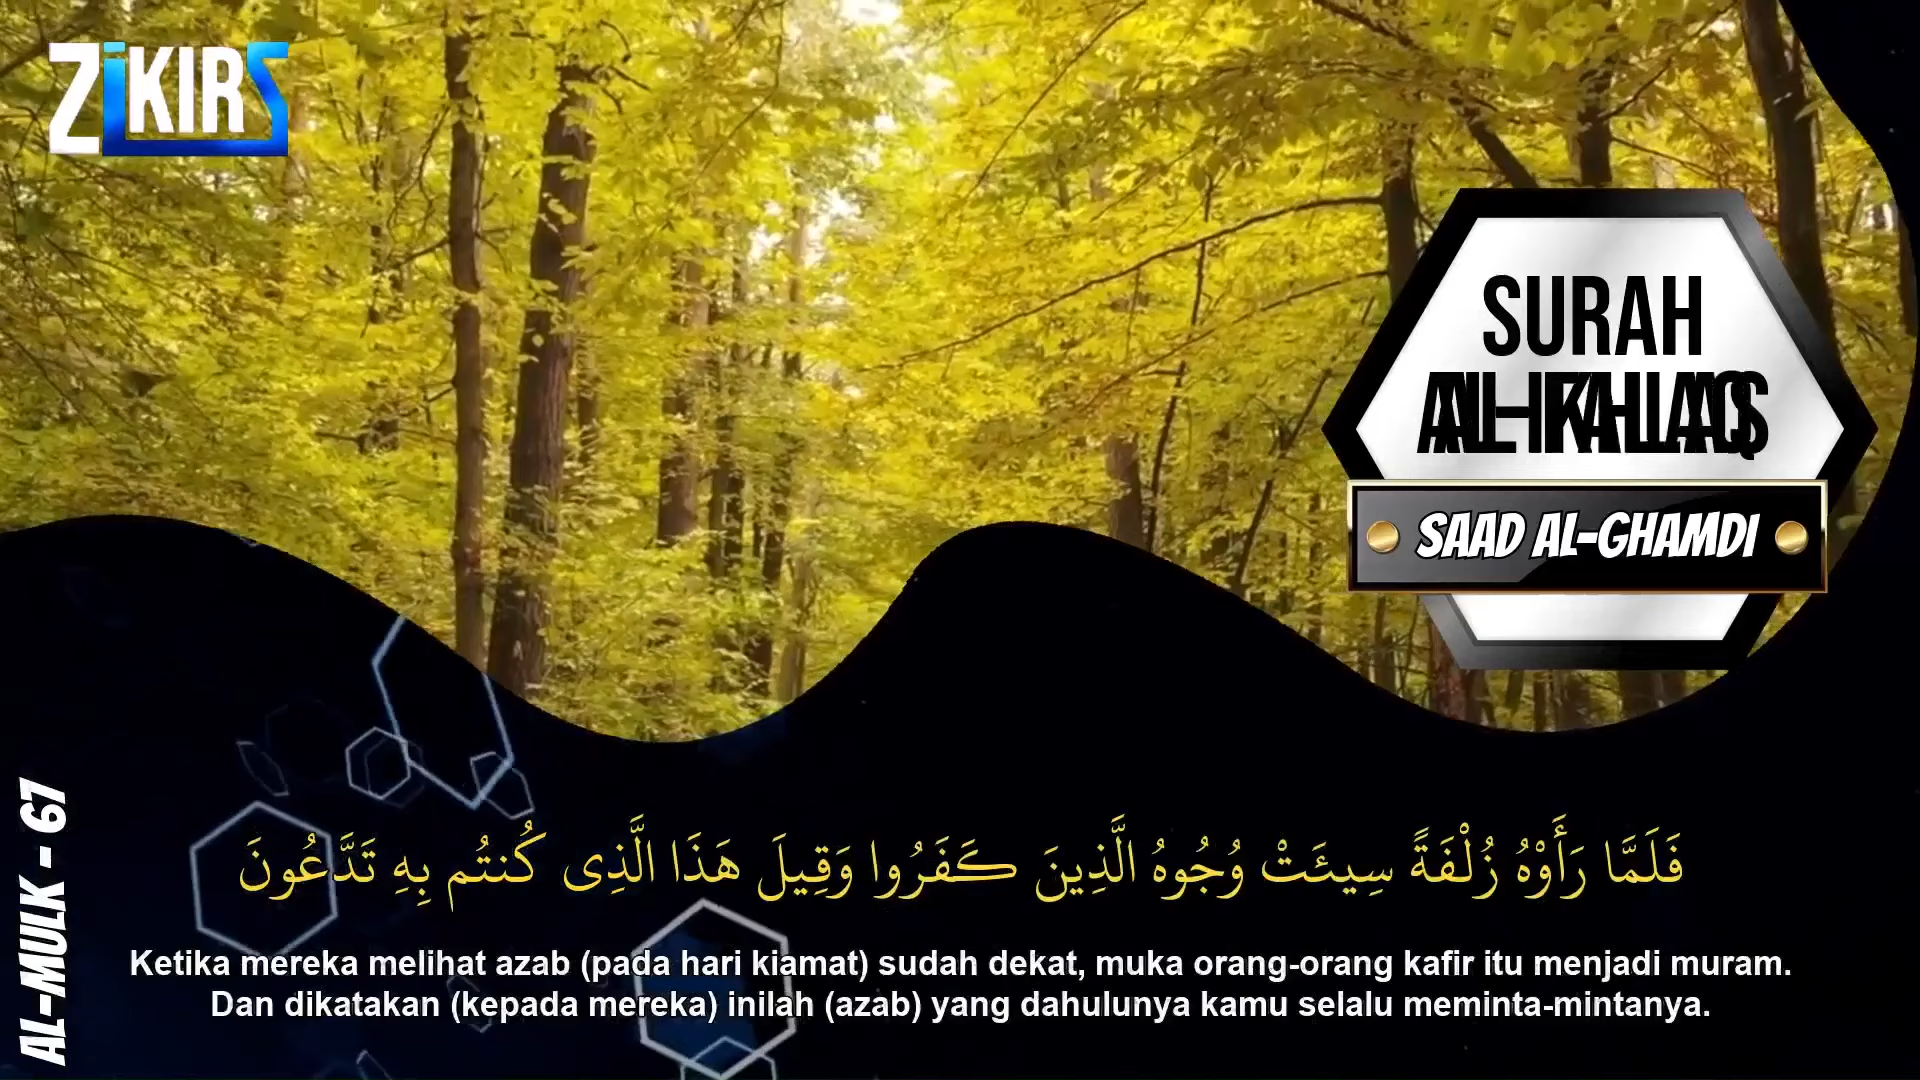 ZiKIRS
SURAH
SAAD AL-GHAMDI
AL-MULK - 67
فَلَمَّا رَأَوْهُ زُلْفَةً سِيئَتْ وُجُوهُ الَّذِينَ كَفَرُوا وَقِيلَ هَذَا الَّذِى كُنتُم بِهِ تَدَّعُونَ
Ketika mereka melihat azab (pada hari kiamat) sudah dekat, muka orang-orang kafir itu menjadi muram.
Dan dikatakan (kepada mereka) inilah (azab) yang dahulunya kamu selalu meminta-mintanya.